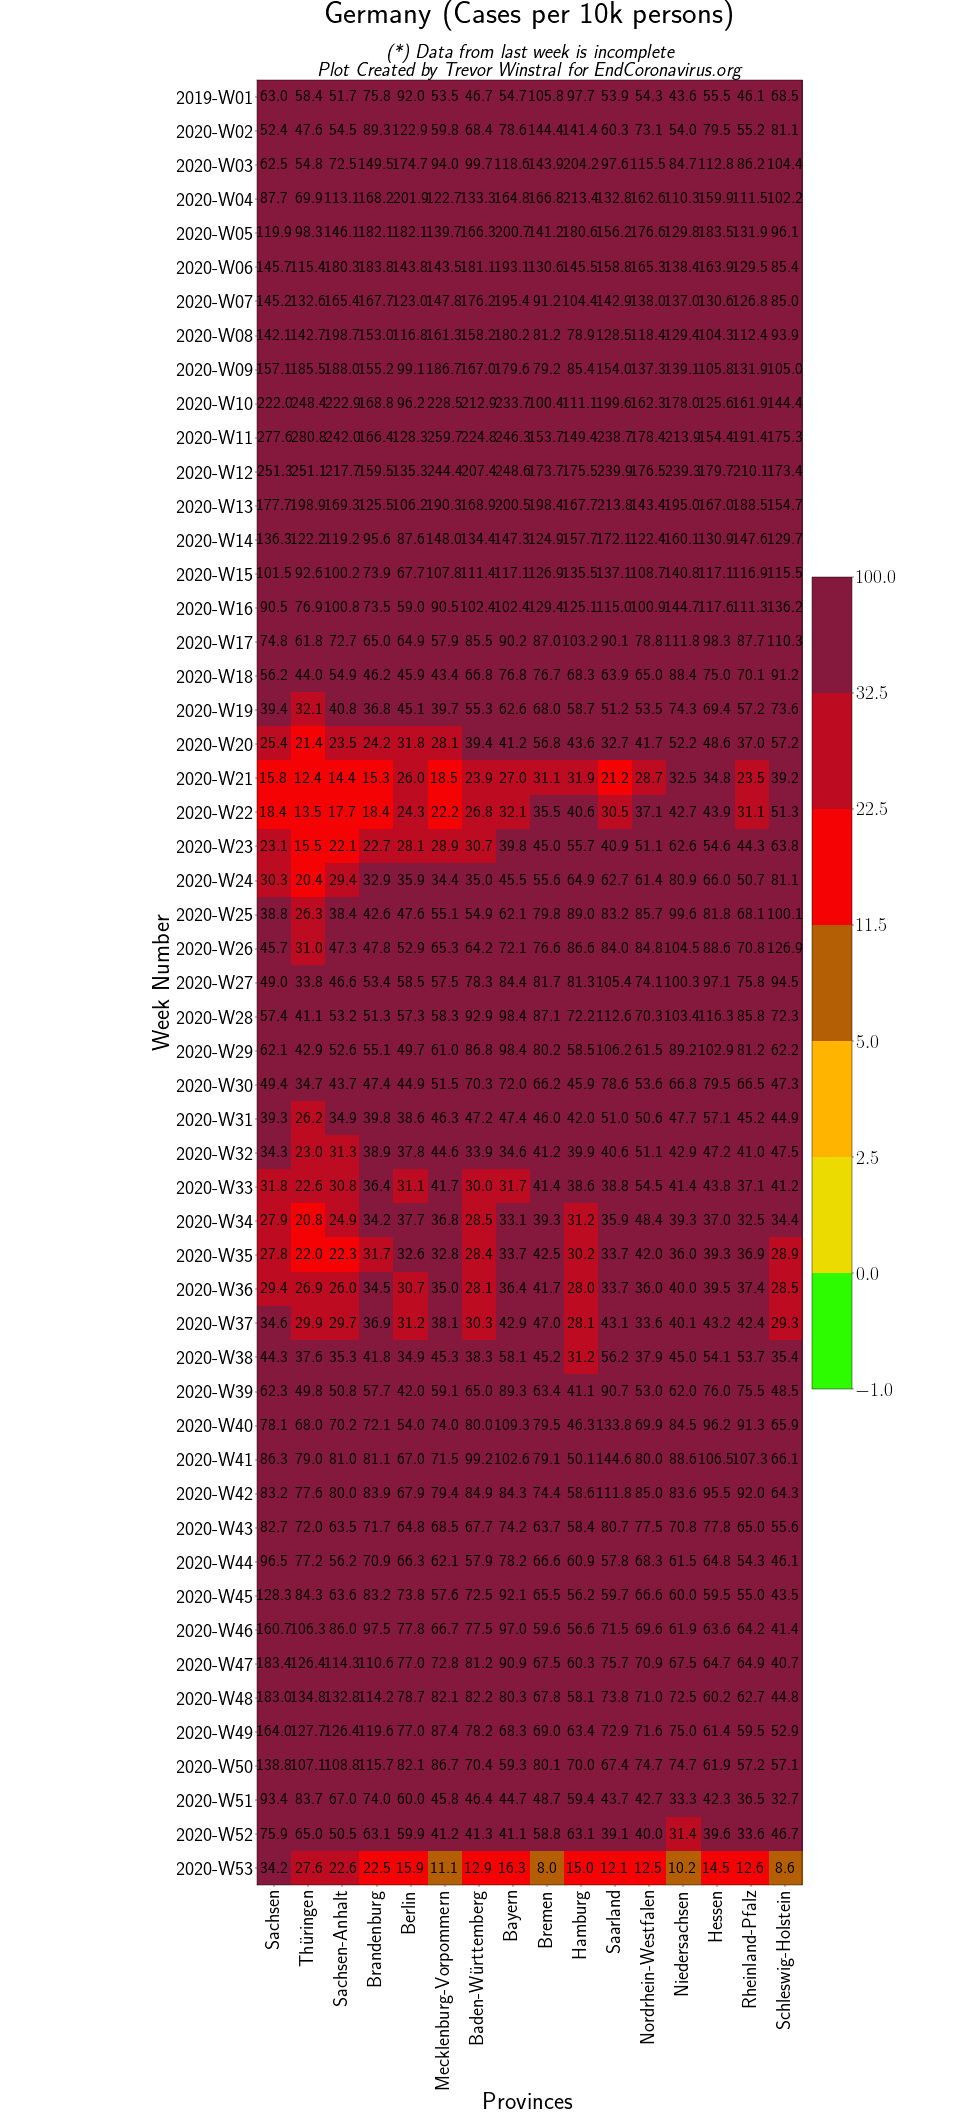 Germany (Cases per 10k persons)
(*) Data from last week is incomplete
Plot Created by Trevor Winstral for EndCoronavirus.org
2019-W01 63.0 58.4 51.7 75.8 92.0 53.5 46.7 54.7 105.8 97.7 53.9 54.3 43.6 55.5 46.1 68.5
2020-W02 52.4 47.6 54.5 89.3 122.9 59.8 68.4 78.6 144.4 141.4 60.3 73.1 54.0 79.5 55.2 81.1
2020-W03 62.5 54.8 72.5 149.5 174.7 94.0 99.7 118.6 143.9 204.2 97.6 115.5 84.7 112.8 86.2 104.4
2020-W04 87.7 69.9 113.1 168.2 201.9 122.7 133.3 164.8 166.8 213.4 132.8 162.6 110.3 159.9 111.5 102.2
2020-W05 119.9 98.3 146.1 182.1 182.1 139.7 166.3 200.7 141.2 180.6 156.2 176.6 129.8 183.5 131.9 96.1
2020-W06 145.7 115.4 180.3 183.8 143.8 143.5 181.1 193.1 130.6 145.5 158.8 165.3 138.4 163.9 129.5 85.4
2020-W07 145.2 132.6 165.4 167.7 123.0 147.8 176.2 195.4 91.2 104.4 142.9 138.0 137.0 130.6 126.8 85.0
2020-W08 142.1 142.7 198.7 153.0 116.8 161.3 158.2 180.2 81.2 78.9 128.5 118.4 129.4 104.3 112.4 93.9
2020-W09 157.1 185.5 188.0 155.2 99.1 186.7 167.0 179.6 79.2 85.4 154.0 137.3 139.1 105.8 131.9 105.0
2020-W10 222.0 248.4 222.9 168.8 96.2 228.5 212.9 233.7 100.4 111.1 199.6 162.3 178.0 125.6 161.9 144.4
2020-W11 277.6 280.8 242.0 166.4 128.3 259.7 224.8 246.3 153.7 149.4 238.7 178.4 213.9 154.4 191.4 175.3
2020-W12 251.3 251.1 217.7 159.5 135.3 244.4 207.4 248.6 173.7 175.5 239.9 176.5 239.3 179.7 210.1 173.4
2020-W13 177.7 198.9 169.3 125.5 106.2 190.3 168.9 200.5 198.4 167.7 213.8 143.4 195.0 167.0 188.5 154.7
2020-W14 136.3 122.2 119.2 95.6 87.6 148.0 134.4 147.3 124.9 157.7 172.1 122.4 160.1 130.9 147.6 129.7
2020-W15 101.5 92.6 100.2 73.9 67.7 107.8 111.4 117.1 126.9 135.5 137.1 108.7 140.8 117.1 116.9 115.5
2020-W16 90.5 76.9 100.8 73.5 59.0 90.5 102.4 102.4 129.4 125.1 115.0 100.9 144.7 117.6 111.3 136.2
2020-W17 74.8 61.8 72.7 65.0 64.9 57.9 85.5 90.2 87.0 103.2 90.1 78.8 111.8 98.3 87.7 110.3
2020-W18 56.2 44.0 54.9 46.2 45.9 43.4 66.8 76.8 76.7 68.3 63.9 65.0 88.4 75.0 70.1 91.2
2020-W19 39.4 32.1 40.8 36.8 45.1 39.7 55.3 62.6 68.0 58.7 51.2 53.5 74.3 69.4 57.2 73.6
2020-W20 25.4 21.4 23.5 24.2 31.8 28.1 39.4 41.2 56.8 43.6 32.7 41.7 52.2 48.6 37.0 57.2
2020-W21 15.8 12.4 14.4 15.3 26.0 18.5 23.9 27.0 31.1 31.9 21.2 28.7 32.5 34.8 23.5 39.2
2020-W22 18.4 13.5 17.7 18.4 24.3 22.2 26.8 32.1 35.5 40.6 30.5 37.1 42.7 43.9 31.1 51.3
2020-W23 23.1 15.5 22.1 22.7 28.1 28.9 30.7 39.8 45.0 55.7 40.9 51.1 62.6 54.6 44.3 63.8
2020-W24 30.3 20.4 29.4 32.9 35.9 34.4 35.0 45.5 55.6 64.9 62.7 61.4 80.9 66.0 50.7 81.1
2020-W25 38.8 26.3 38.4 42.6 47.6 55.1 54.9 62.1 79.8 89.0 83.2 85.7 99.6 81.8 68.1 100.1
2020-W26 45.7 31.0 47.3 47.8 52.9 65.3 64.2 72.1 76.6 86.6 84.0 84.8 104.5 88.6 70.8 126.9
2020-W27 49.0 33.8 46.6 53.4 58.5 57.5 78.3 84.4 81.7 81.3 105.4 74.1 100.3 97.1 75.8 94.5
2020-W28 57.4 41.1 53.2 51.3 57.3 58.3 92.9 98.4 87.1 72.2 112.6 70.3 103.4 116.3 85.8 72.3
2020-W29 62.1 42.9 52.6 55.1 49.7 61.0 86.8 98.4 80.2 58.5 106.2 61.5 89.2 102.9 81.2 62.2
2020-W30 49.4 34.7 43.7 47.4 44.9 51.5 70.3 72.0 66.2 45.9 78.6 53.6 66.8 79.5 66.5 47.3
2020-W31 39.3 26.2 34.9 39.8 38.6 46.3 47.2 47.4 46.0 42.0 51.0 50.6 47.7 57.1 45.2 44.9
2020-W32 34.3 23.0 31.3 38.9 37.8 44.6 33.9 34.6 41.2 39.9 40.6 51.1 42.9 47.2 41.0 47.5
2020-W33 31.8 22.6 30.8 36.4 31.1 41.7 30.0 31.7 41.4 38.6 38.8 54.5 41.4 43.8 37.1 41.2
2020-W34 27.9 20.8 24.9 34.2 37.7 36.8 28.5 33.1 39.3 31.2 35.9 48.4 39.3 37.0 32.5 34.4
2020-W35 27.8 22.0 22.3 31.7 32.6 32.8 28.4 33.7 42.5 30.2 33.7 42.0 36.0 39.3 36.9 28.9
2020-W36 29.4 26.9 26.0 34.5 30.7 35.0 28.1 36.4 41.7 28.0 33.7 36.0 40.0 39.5 37.4 28.5
2020-W37 34.6 29.9 29.7 36.9 31.2 38.1 30.3 42.9 47.0 28.1 43.1 33.6 40.1 43.2 42.4 29.3
2020-W38 44.3 37.6 35.3 41.8 34.9 45.3 38.3 58.1 45.2 31.2 56.2 37.9 45.0 54.1 53.7 35.4
2020-W39 62.3 49.8 50.8 57.7 42.0 59.1 65.0 89.3 63.4 41.1 90.7 53.0 62.0 76.0 75.5 48.5
2020-W40 78.1 68.0 70.2 72.1 54.0 74.0 80.0 109.3 79.5 46.3 133.8 69.9 84.5 96.2 91.3 65.9
2020-W41 86.3 79.0 81.0 81.1 67.0 71.5 99.2 102.6 79.1 50.1 144.6 80.0 88.6 106.5 107.3 66.1
2020-W42 83.2 77.6 80.0 83.9 67.9 79.4 84.9 84.3 74.4 58.6 111.8 85.0 83.6 95.5 92.0 64.3
2020-W43 82.7 72.0 63.5 71.7 64.8 68.5 67.7 74.2 63.7 58.4 80.7 77.5 70.8 77.8 65.0 55.6
2020-W44 96.5 77.2 56.2 70.9 66.3 62.1 57.9 78.2 66.6 60.9 57.8 68.3 61.5 64.8 54.3 46.1
2020-W45 128.3 84.3 63.6 83.2 73.8 57.6 72.5 92.1 65.5 56.2 59.7 66.6 60.0 59.5 55.0 43.5
2020-W46 160.7 106.3 86.0 97.5 77.8 66.7 77.5 97.0 59.6 56.6 71.5 69.6 61.9 63.6 64.2 41.4
2020-W47 183.4 126.4 114.3 110.6 77.0 72.8 81.2 90.9 67.5 60.3 75.7 70.9 67.5 64.7 64.9 40.7
2020-W48 183.0 134.8 132.8 114.2 78.7 82.1 82.2 80.3 67.8 58.1 73.8 71.0 72.5 60.2 62.7 44.8
2020-W49 164.0 127.7 126.4 119.6 77.0 87.4 78.2 68.3 69.0 63.4 72.9 71.6 75.0 61.4 59.5 52.9
2020-W50 138.8 107.1 108.8 115.7 82.1 86.7 70.4 59.3 80.1 70.0 67.4 74.7 74.7 61.9 57.2 57.1
2020-W51 93.4 83.7 67.0 74.0 60.0 45.8 46.4 44.7 48.7 59.4 43.7 42.7 33.3 42.3 36.5 32.7
2020-W52 75.9 65.0 50.5 63.1 59.9 41.2 41.3 41.1 58.8 63.1 39.1 40.0 31.4 39.6 33.6 46.7
2020-W53 34.2 27.6 22.6 22.5 15.9 11.1 12.9 16.3 8.0 15.0 12.1 12.5 10.2 14.5 12.6 8.6
Week Number
Sachsen
Thüringen
Sachsen-Anhalt
Brandenburg
Berlin
Mecklenburg-Vorpommern
Baden-Württemberg
Bayern
Bremen
Hamburg
Saarland
Nordrhein-Westfalen
Niedersachsen
Hessen
Rheinland-Pfalz
Schleswig-Holstein
Provinces
100.0
32.5
22.5
11.5
5.0
2.5
0.0
−1.0